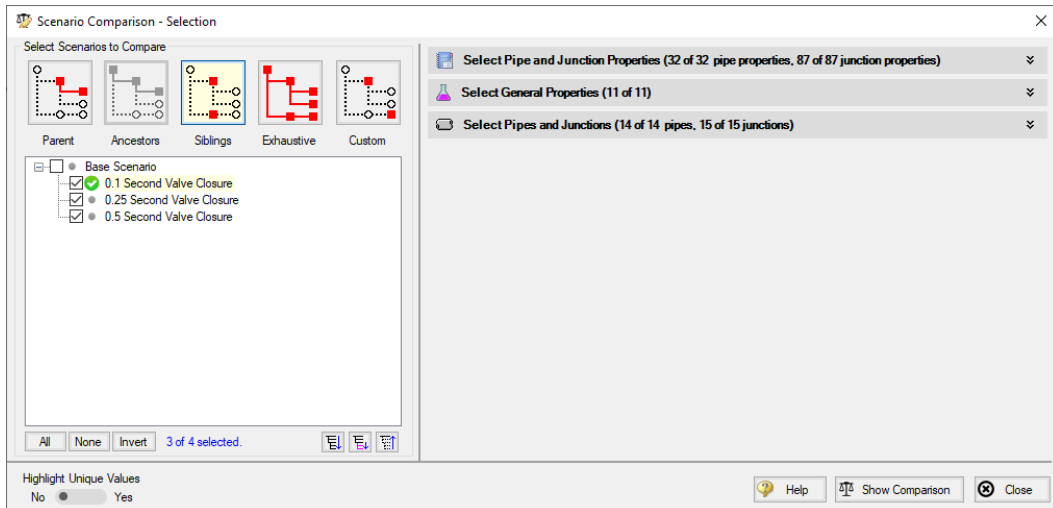 Scenario Comparison - Selection
Select Scenarios to Compare
Parent
Ancestors
Siblings
Exhaustive
Custom
Base Scenario
0.1 Second Valve Closure
0.25 Second Valve Closure
0.5 Second Valve Closure
All
None
Invert
3 of 4 selected.
Select Pipe and Junction Properties (32 of 32 pipe properties, 87 of 87 junction properties)
Select General Properties (11 of 11)
Select Pipes and Junctions (14 of 14 pipes, 15 of 15 junctions)
Highlight Unique Values
No Yes
Help
Show Comparison
Close